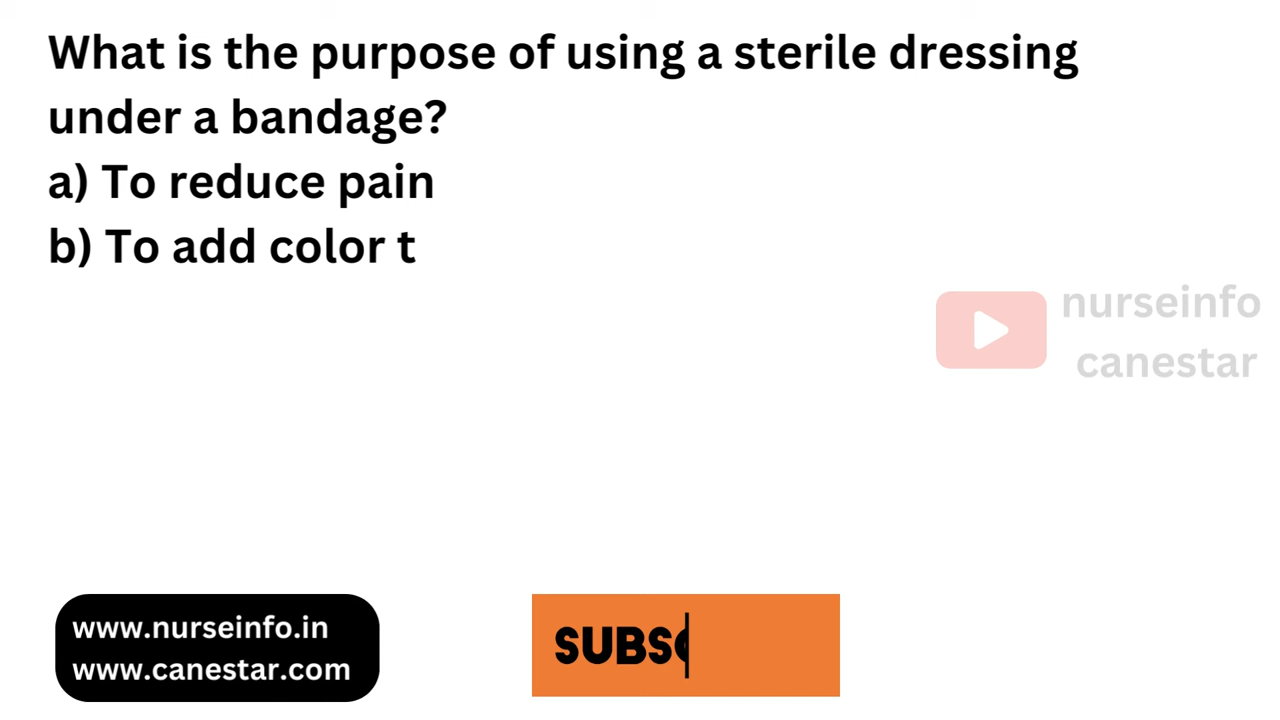 What is the purpose of using a sterile dressing
under a bandage?
a) To reduce pain
b) To add color t
nurseinfo
canestar
www.nurseinfo.in
www.canestar.com
SUBSC